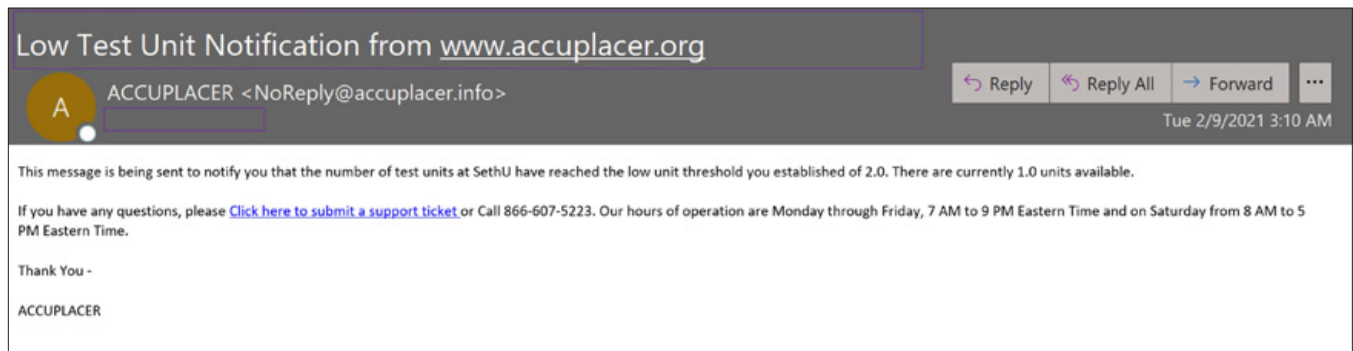 Low Test Unit Notification from www.accuplacer.org
A
ACCUPLACER <NoReply@accuplacer.info>
Reply
Reply All
Forward
...
Tue 2/9/2021 3:10 AM
This message is being sent to notify you that the number of test units at SethU have reached the low unit threshold you established of 2.0. There are currently 1.0 units available.
If you have any questions, please Click here to submit a support ticket or Call 866-607-5223. Our hours of operation are Monday through Friday, 7 AM to 9 PM Eastern Time and on Saturday from 8 AM to 5
PM Eastern Time.
Thank You -
ACCUPLACER